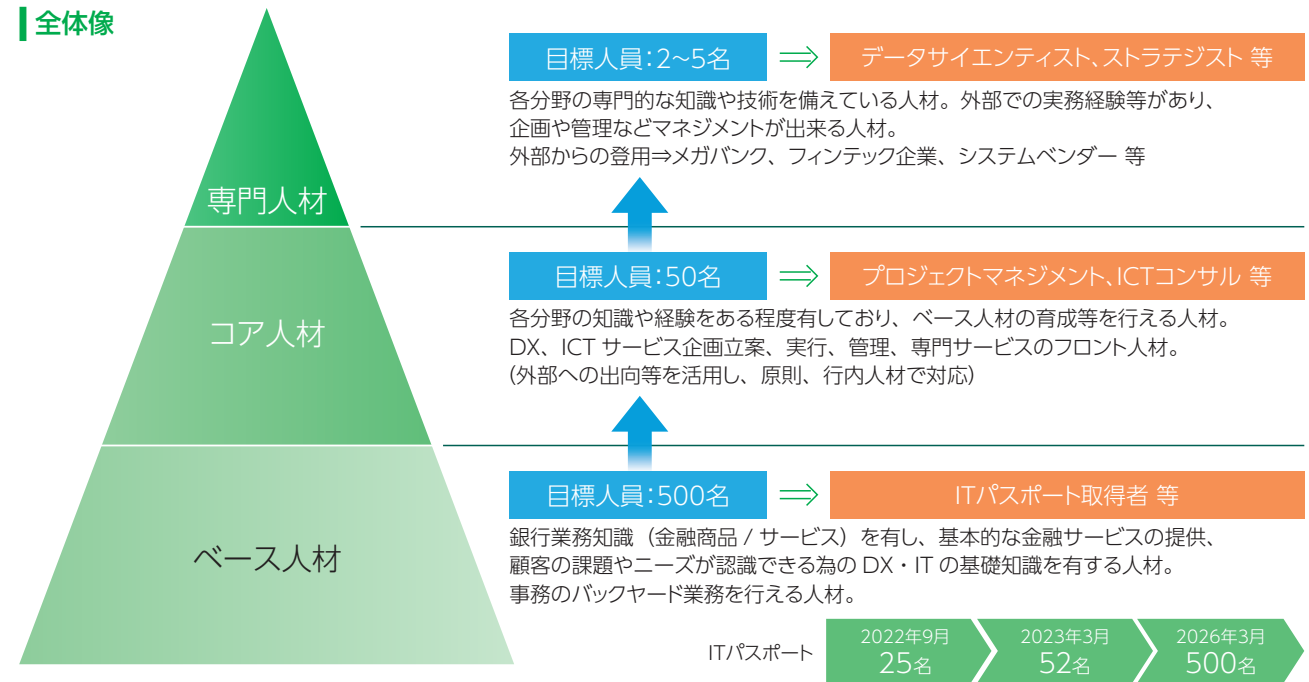 全体像
専門人材
目標人員：2~5名
⇒
データサイエンティスト、ストラテジスト 等
各分野の専門的な知識や技術を備えている人材。外部での実務経験等があり、
企画や管理などマネジメントが出来る人材。
外部からの登用⇒メガバンク、フィンテック企業、システムベンダー 等
コア人材
目標人員：50名
⇒
プロジェクトマネジメント、ICTコンサル 等
各分野の知識や経験をある程度有しており、ベース人材の育成等を行える人材。
DX、ICT サービス企画立案、実行、管理、専門サービスのフロント人材。
(外部への出向等を活用し、原則、行内人材で対応)
ベース人材
目標人員：500名
⇒
ITパスポート取得者 等
銀行業務知識（金融商品 / サービス）を有し、基本的な金融サービスの提供、
顧客の課題やニーズが認識できる為の DX・IT の基礎知識を有する人材。
事務のバックヤード業務を行える人材。
ITパスポート
2022年9月
25名
2023年3月
52名
2026年3月
500名